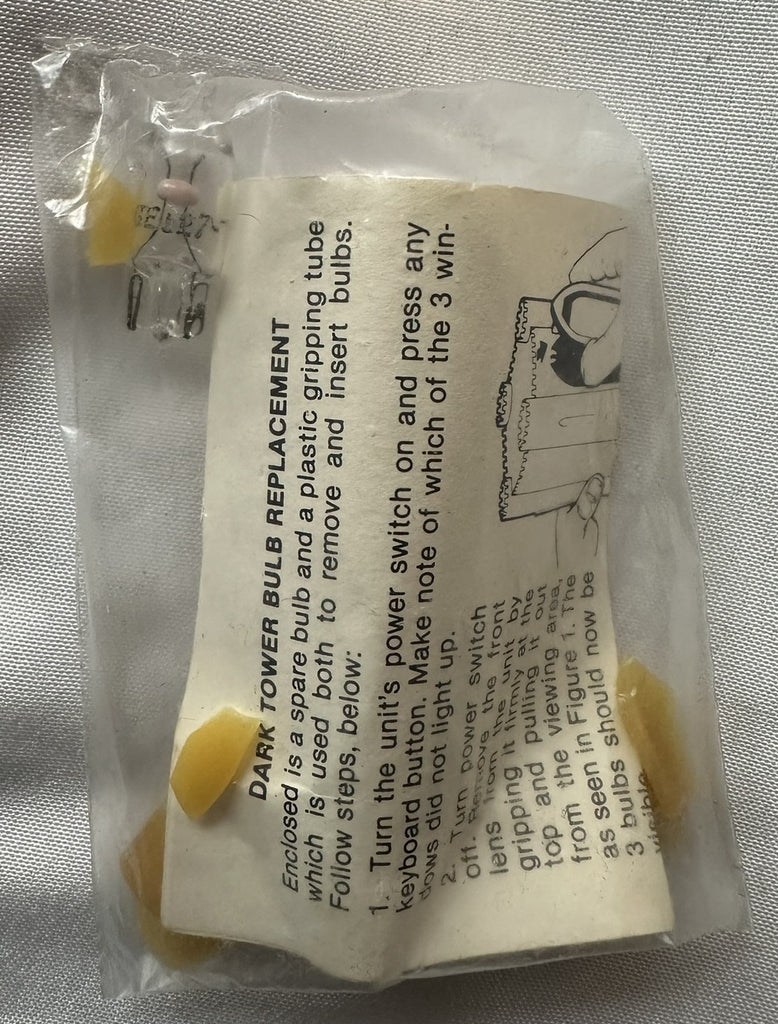 DARK TOWER BULB REPLACEMENT
Enclosed is a spare bulb and a plastic gripping tube
which is used both to remove and insert bulbs.
Follow steps, below:
1. Turn the unit's power switch on and press any
keyboard button. Make note of which of the 3 win-
dows did not light up.
2. Turn power switch
off. Remove the front
lens from the unit by
gripping it firmly at the
top and pulling it out
from the viewing area,
as seen in Figure 1. The
3 bulbs should now be
visible.